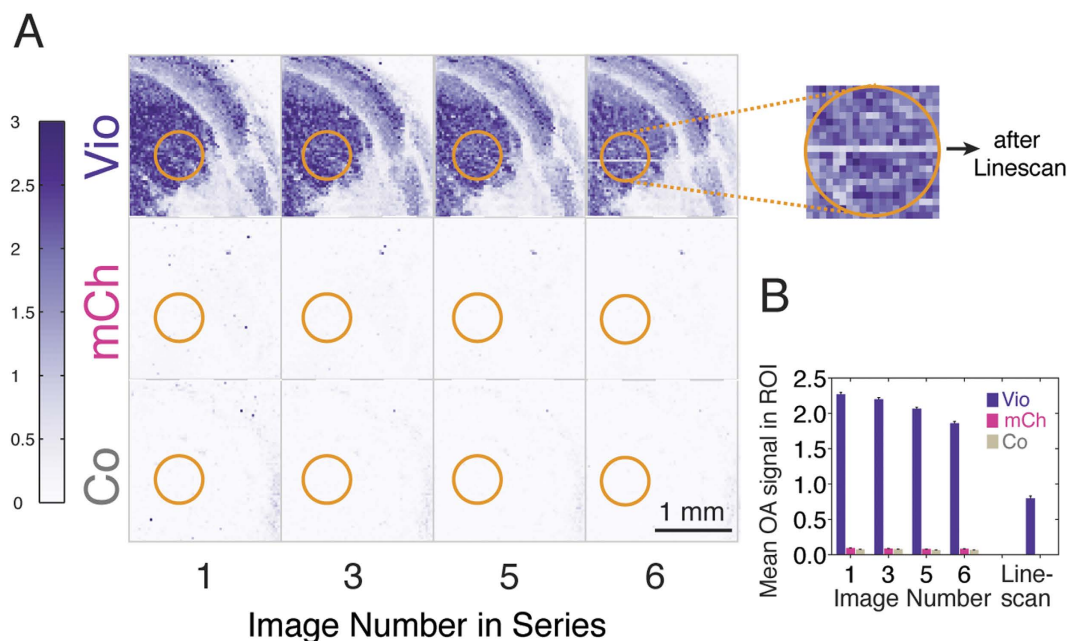 A
3
2.5
2
1.5
1
0.5
0
Vio
mCh
Co
after
Linescan
1 mm
1 3 5 6
Image Number in Series
B
Mean OA signal in ROI
2.5
2.0
1.5
1.0
0.5
0.0
Vio
mCh
Co
1 3 5 6 Line-
Image Number scan